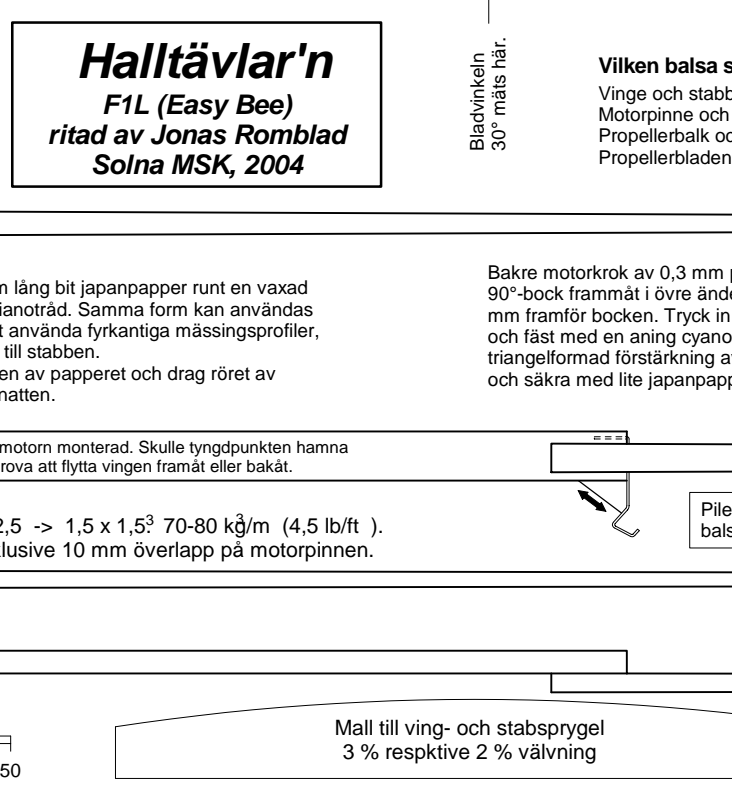 Halltävlar'n
F1L (Easy Bee)
ritad av Jonas Romblad
Solna MSK, 2004
Bladvinkeln
30° mäts här.
Vilken balsa s
Vinge och stabb
Motorpinne och
Propellerbalk oc
Propellerbladen
m lång bit japanpapper runt en vaxad
ianotråd. Samma form kan användas
t använda fyrkantiga mässingsprofiler,
till stabben.
en av papperet och drag röret av
natten.
Bakre motorkrok av 0,3 mm p
90°-bock frammåt i övre ände
mm framför bocken. Tryck in
och fäst med en aning cyano
triangelformad förstärkning av
och säkra med lite japanpapp
motorn monterad. Skulle tyngdpunkten hamna
rova att flytta vingen framåt eller bakåt.
2,5 -> 1,5 x 1,5. 70-80 kg/m³ (4,5 lb/ft³).
klusive 10 mm överlapp på motorpinnen.
Pile
bals
Mall till ving- och stabsprygel
3 % respktive 2 % välvning
50